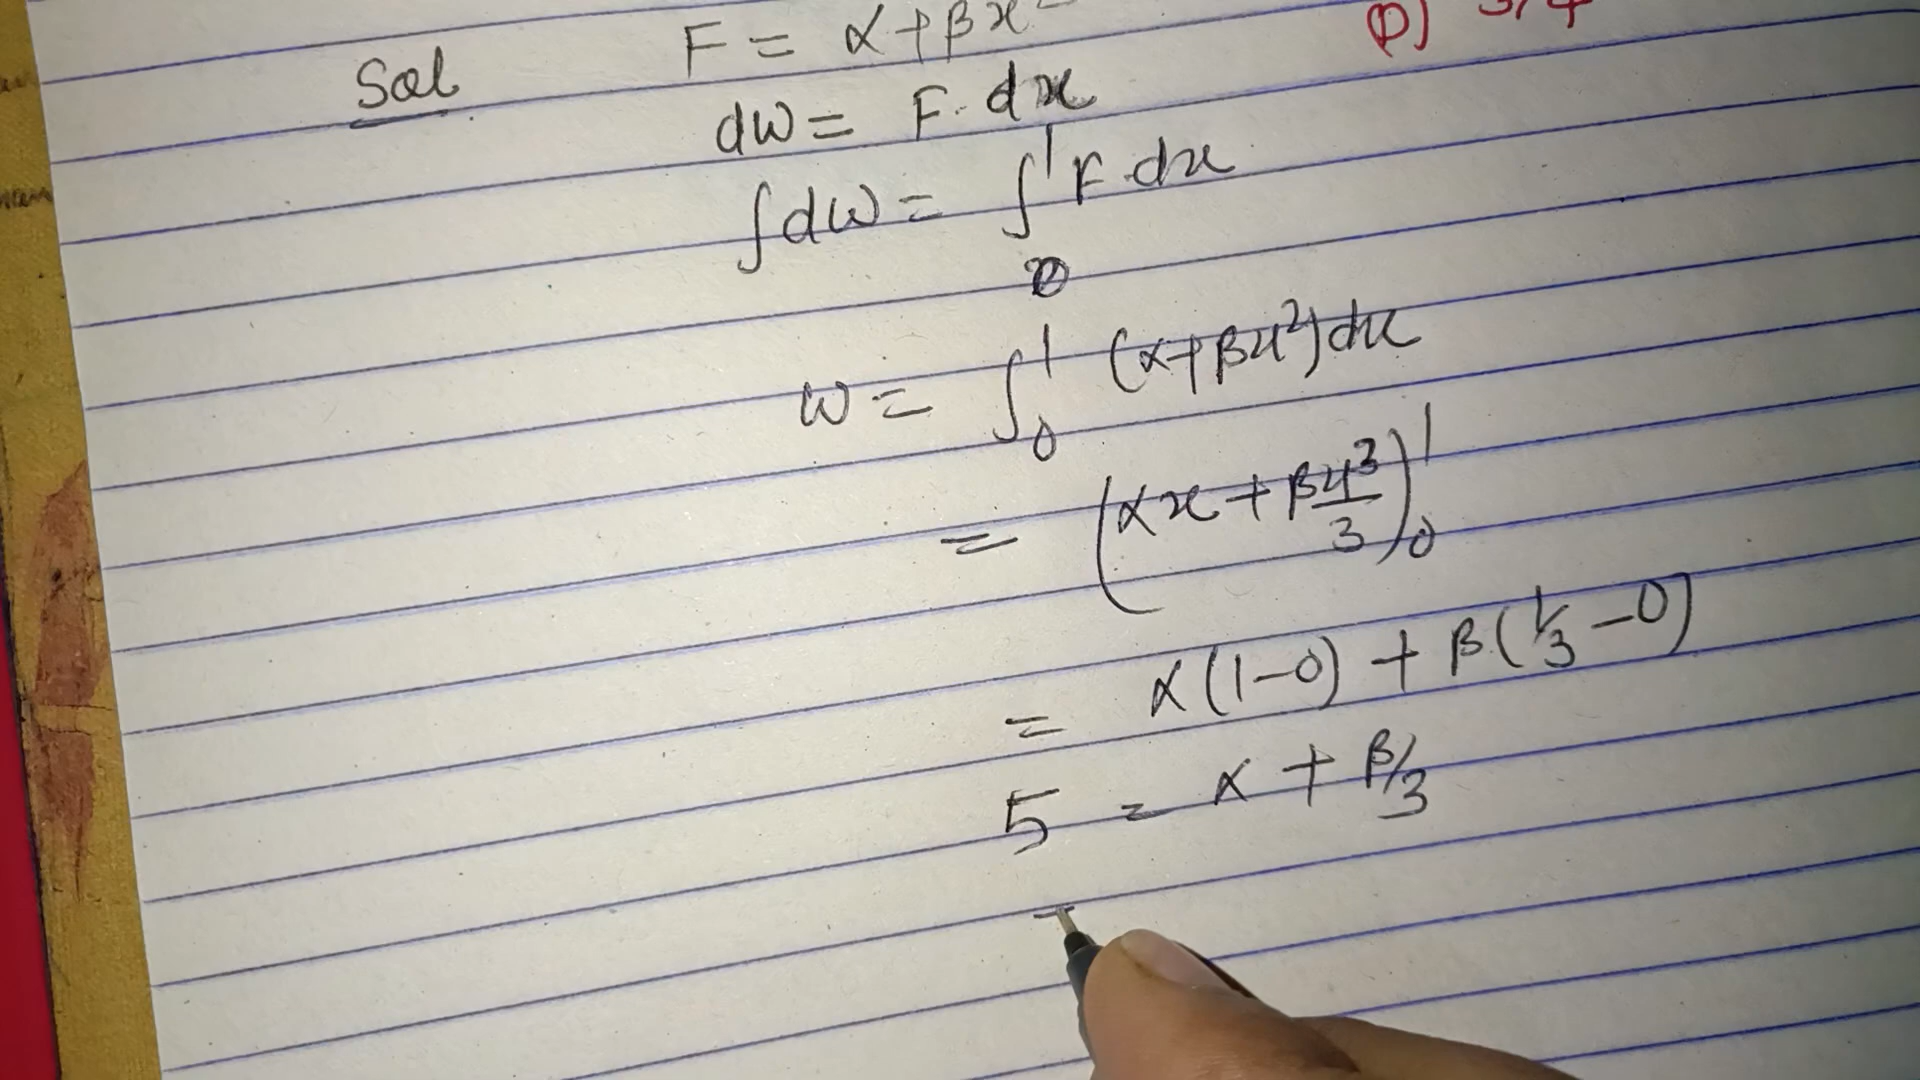 Sol F = α+βx
D)
dW = F. dx
∫dW = ∫₀¹ F.dx
W = ∫₀¹ (α+βx²)dx
= (αx + βx³/3)₀¹
= α(1-0) + β(1/3 - 0)
5 = α + β/3